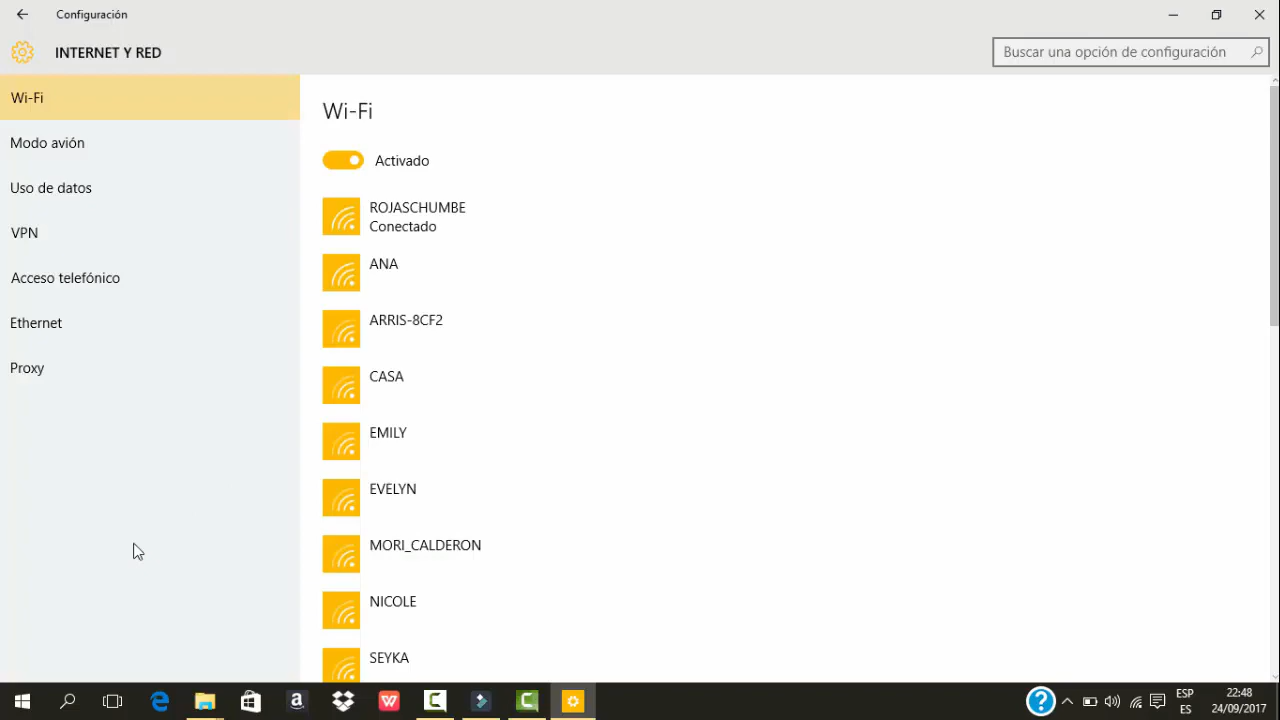 Configuración
INTERNET Y RED
Buscar una opción de configuración
Wi-Fi
Modo avión
Uso de datos
VPN
Acceso telefónico
Ethernet
Proxy
Wi-Fi
Activado
ROJASCHUMBE
Conectado
ANA
ARRIS-8CF2
CASA
EMILY
EVELYN
MORI_CALDERON
NICOLE
SEYKA
ESP
ES
22:48
24/09/2017